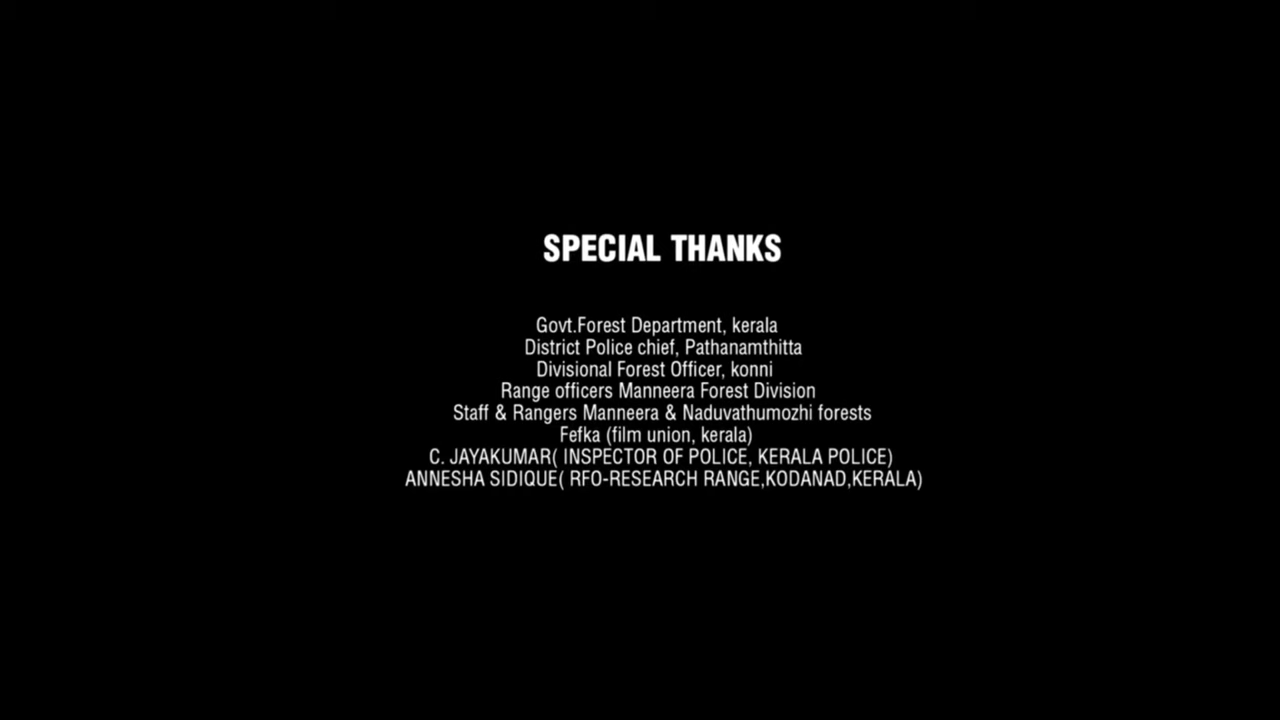 SPECIAL THANKS
Govt.Forest Department, kerala
District Police chief, Pathanamthitta
Divisional Forest Officer, konni
Range officers Manneera Forest Division
Staff & Rangers Manneera & Naduvathumozhi forests
Fefka (film union, kerala)
C. JAYAKUMAR( INSPECTOR OF POLICE, KERALA POLICE)
ANNESHA SIDIQUE( RFO-RESEARCH RANGE,KODANAD,KERALA)